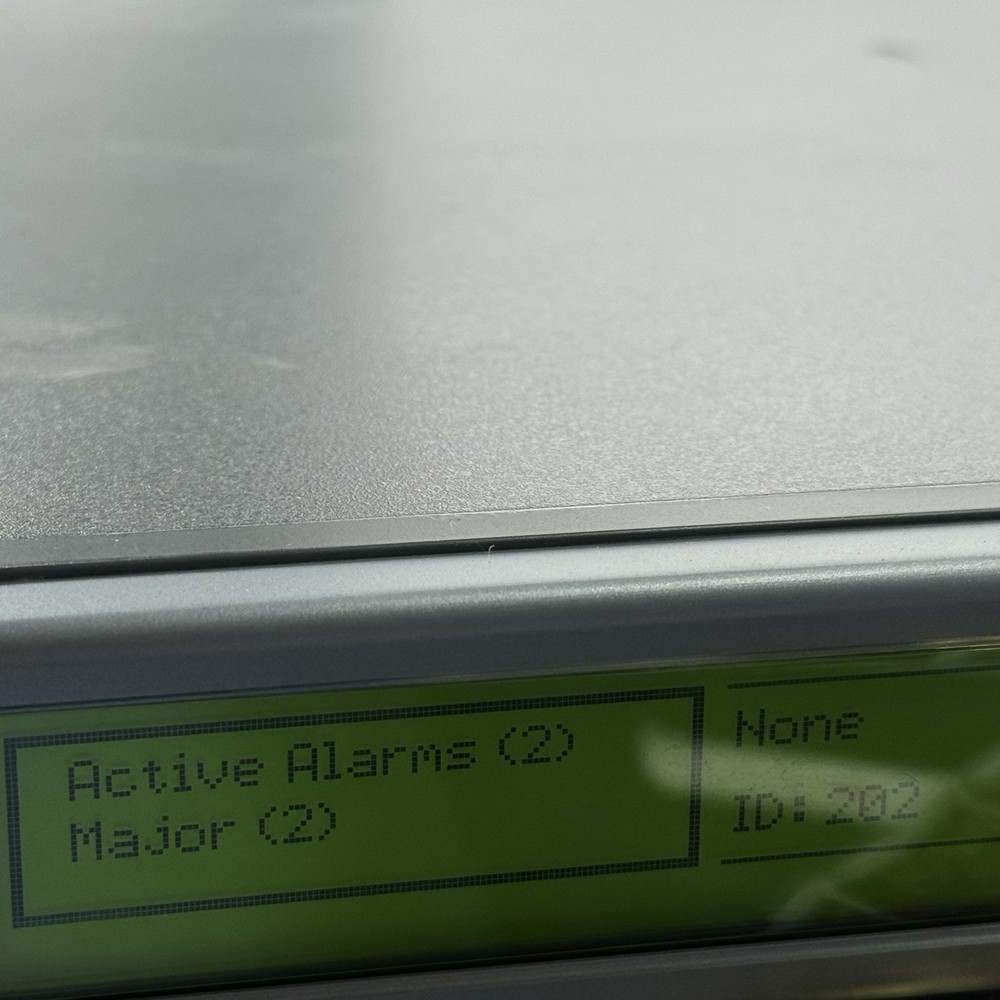 Active Alarms (2)
Major (2)
None
ID: 202